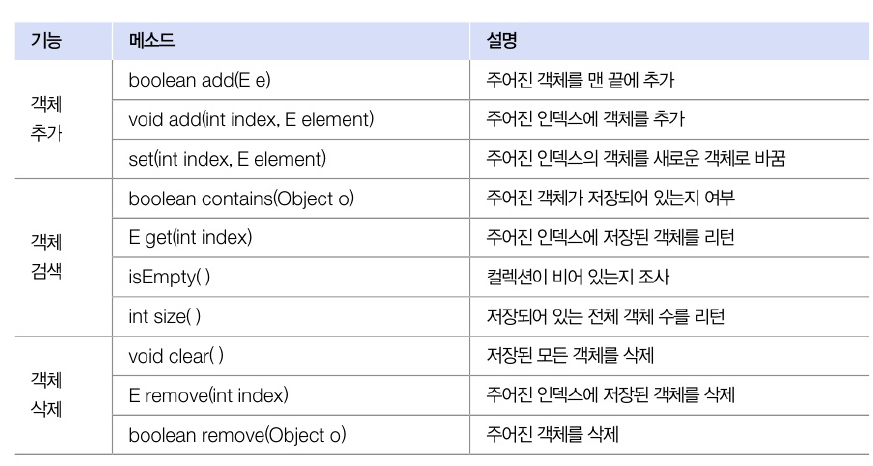 기능 메소드 설명
객체 추가
boolean add(E e) 주어진 객체를 맨 끝에 추가
void add(int index, E element) 주어진 인덱스에 객체를 추가
set(int index, E element) 주어진 인덱스의 객체를 새로운 객체로 바꿈
객체 검색
boolean contains(Object o) 주어진 객체가 저장되어 있는지 여부
E get(int index) 주어진 인덱스에 저장된 객체를 리턴
isEmpty( ) 컬렉션이 비어 있는지 조사
int size( ) 저장되어 있는 전체 객체 수를 리턴
객체 삭제
void clear( ) 저장된 모든 객체를 삭제
E remove(int index) 주어진 인덱스에 저장된 객체를 삭제
boolean remove(Object o) 주어진 객체를 삭제